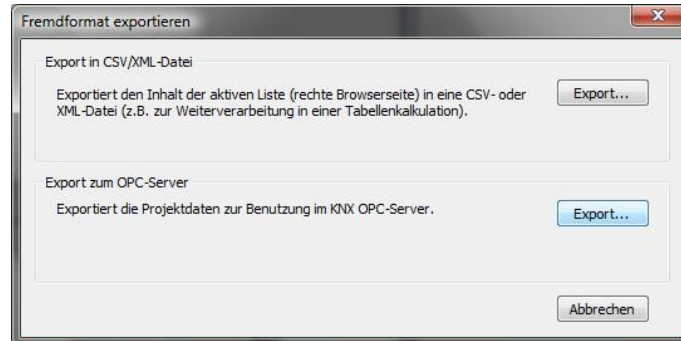 Fremdformat exportieren
Export in CSV/XML-Datei
Exportiert den Inhalt der aktiven Liste (rechte Browserseite) in eine CSV- oder
XML-Datei (z.B. zur Weiterverarbeitung in einer Tabellenkalkulation).
Export...
Export zum OPC-Server
Exportiert die Projektdaten zur Benutzung im KNX OPC-Server.
Export...
Abbrechen